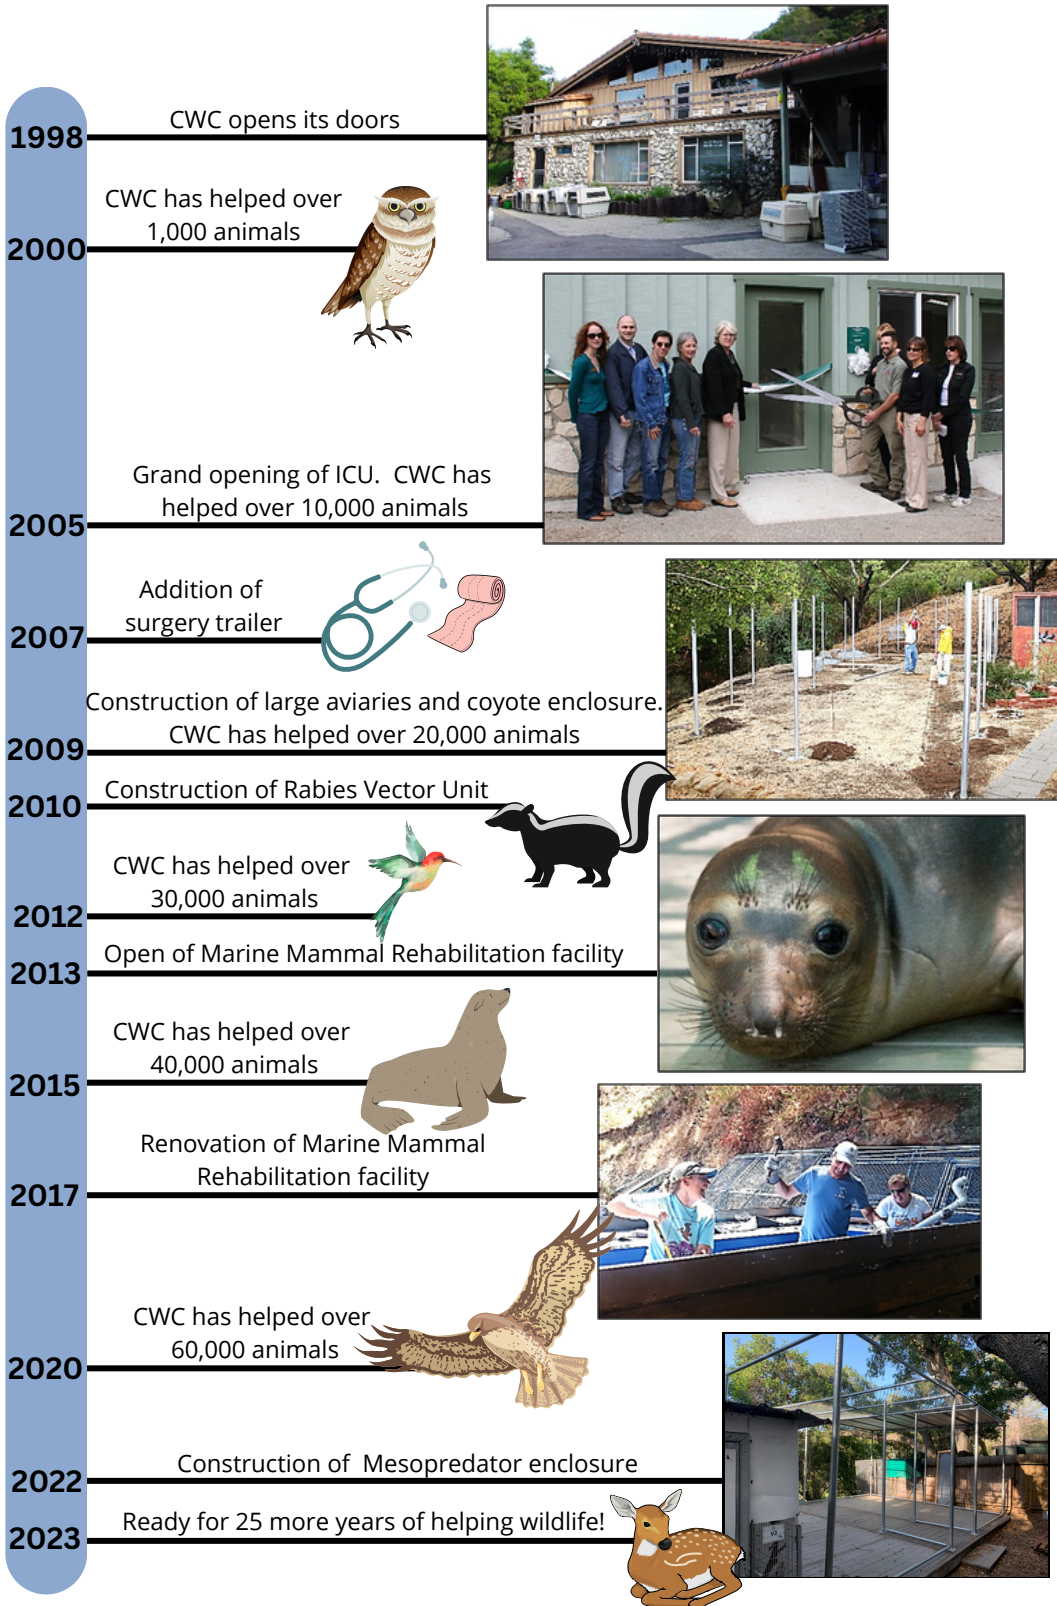 1998
CWC opens its doors
2000
CWC has helped over
1,000 animals
2005
Grand opening of ICU. CWC has
helped over 10,000 animals
2007
Addition of
surgery trailer
2009
Construction of large aviaries and coyote enclosure.
CWC has helped over 20,000 animals
2010
Construction of Rabies Vector Unit
2012
CWC has helped over
30,000 animals
2013
Open of Marine Mammal Rehabilitation facility
2015
CWC has helped over
40,000 animals
2017
Renovation of Marine Mammal
Rehabilitation facility
2020
CWC has helped over
60,000 animals
2022
Construction of Mesopredator enclosure
2023
Ready for 25 more years of helping wildlife!